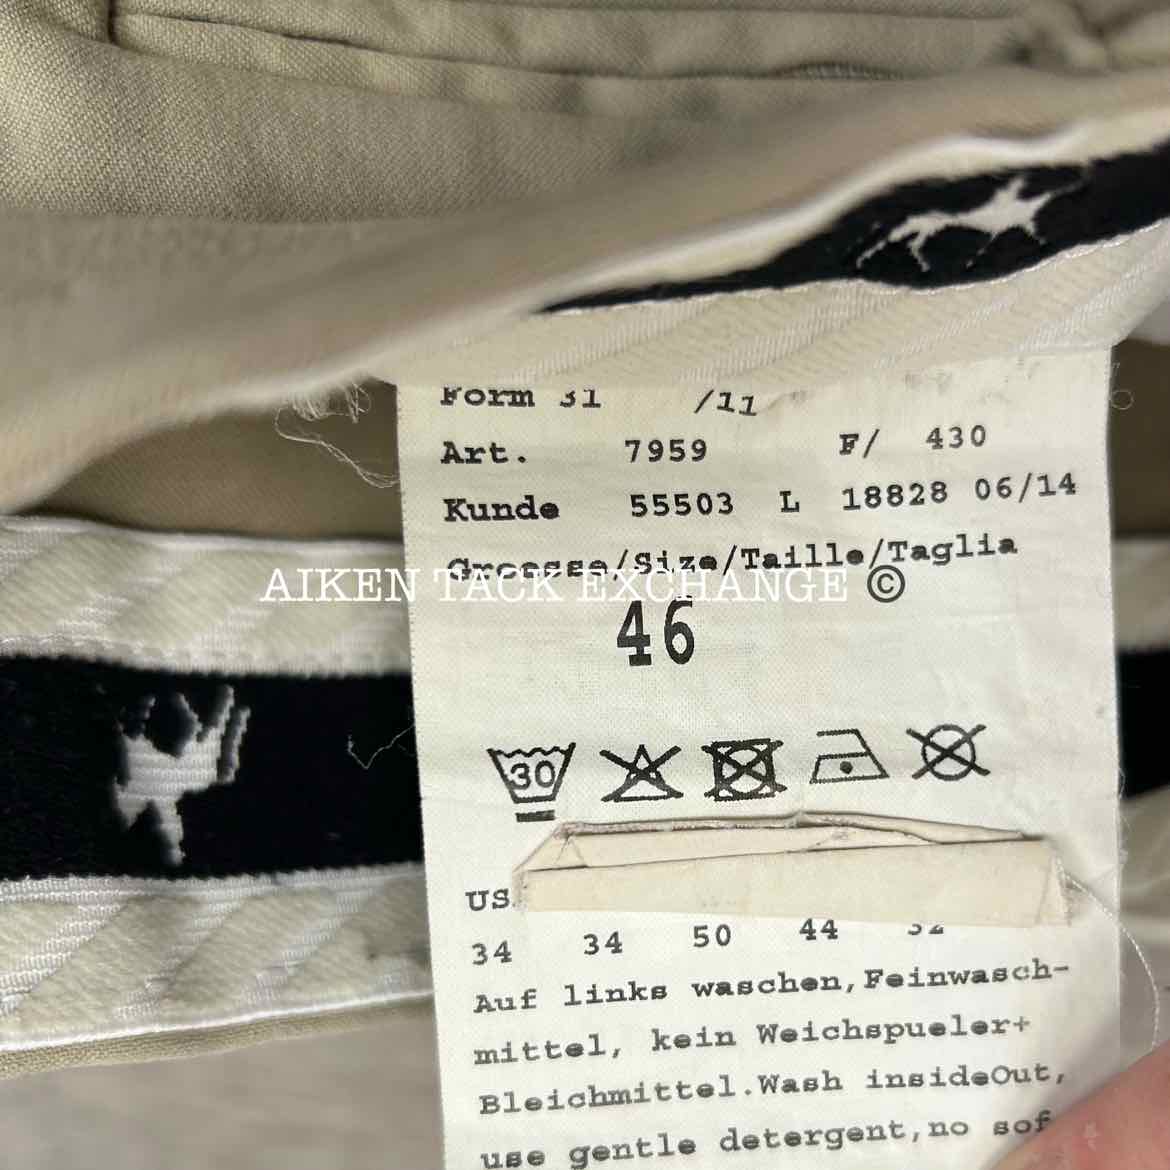 Form 31 /11
Art. 7959 F/ 430
Kunde 55503 L 18828 06/14
Groesse/Size/Taille/Taglia
AIKEN TACK EXCHANGE ©
46
30
US
34 34 50 44
Auf links waschen,Feinwasch-
mittel, kein Weichspueler+
Bleichmittel.Wash insideOut,
use gentle detergent,no sof